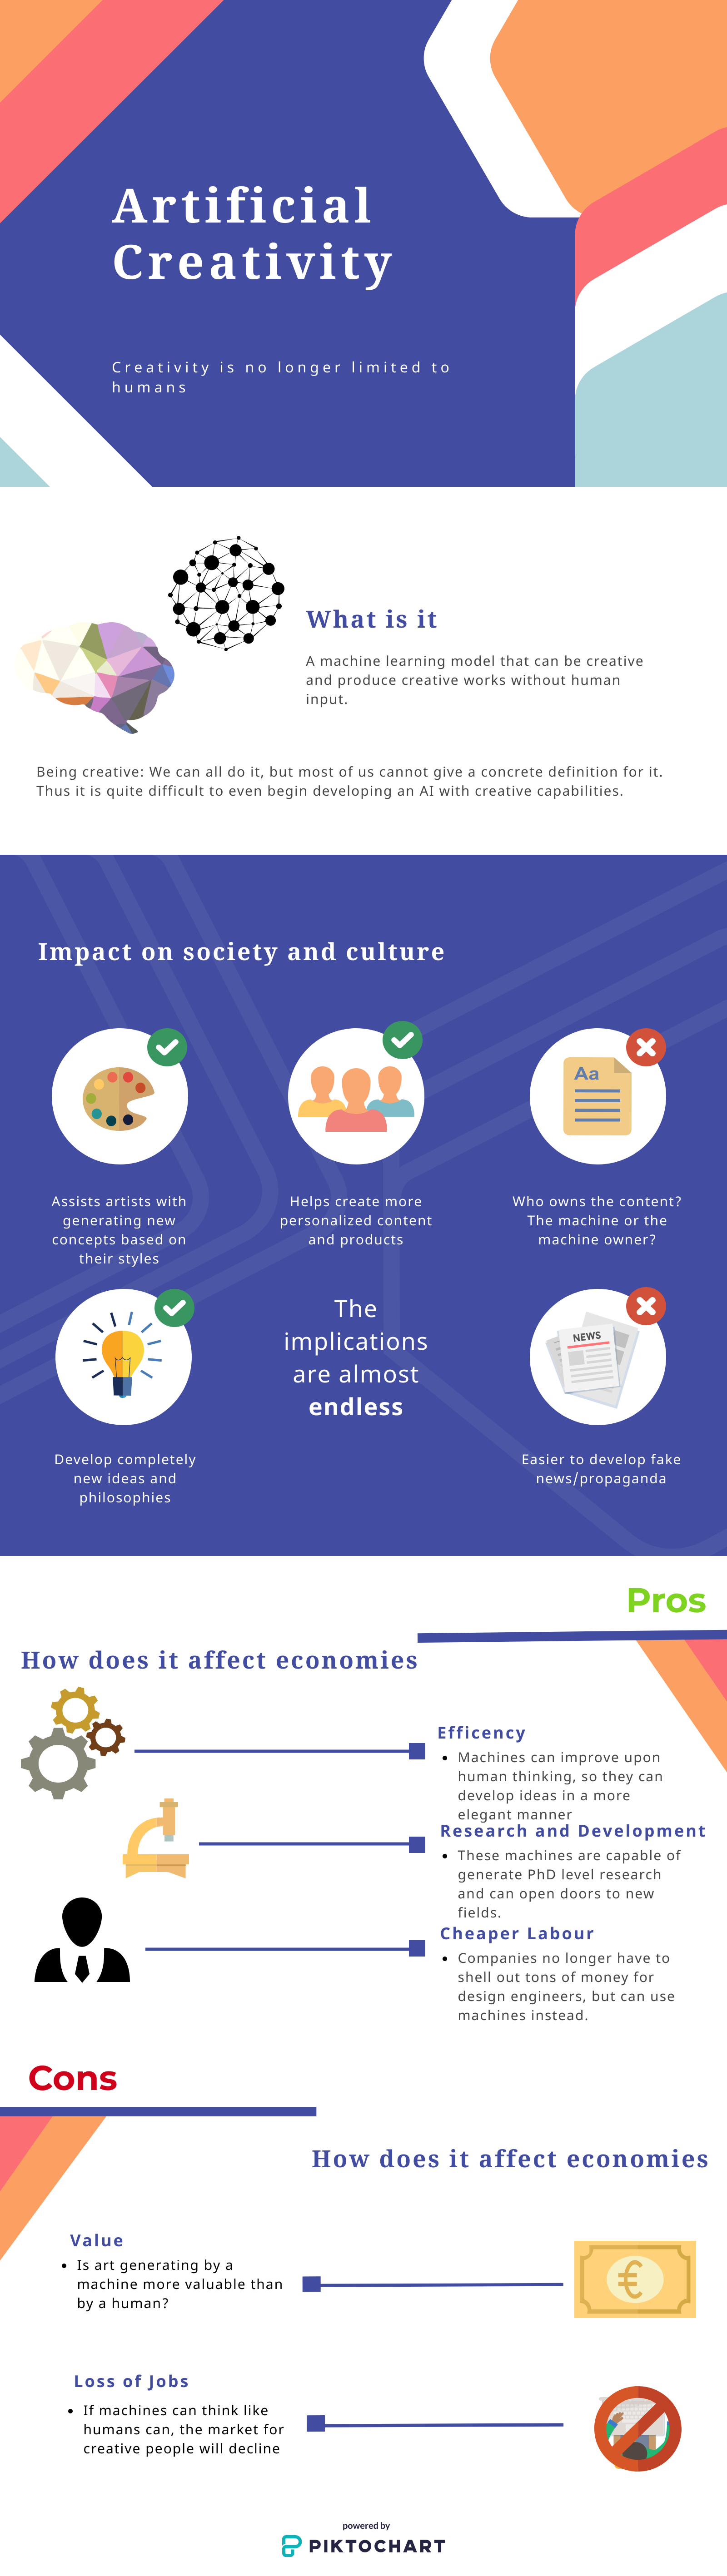 Artificial
Creativity
Creativity is no longer limited to
humans
What is it
A machine learning model that can be creative
and produce creative works without human
input.
Being creative: We can all do it, but most of us cannot give a concrete definition for it.
Thus it is quite difficult to even begin developing an AI with creative capabilities.
Impact on society and culture
Aa
Assists artists with
generating new
concepts based on
their styles
Helps create more
personalized content
and products
Who owns the content?
The machine or the
machine owner?
The
implications
are almost
endless
NEWS
Develop completely
new ideas and
philosophies
Easier to develop fake
news/propaganda
Pros
How does it affect economies
Efficency
• Machines can improve upon
human thinking, so they can
develop ideas in a more
elegant manner
Research and Development
• These machines are capable of
generate PhD level research
and can open doors to new
fields.
Cheaper Labour
• Companies no longer have to
shell out tons of money for
design engineers, but can use
machines instead.
Cons
How does it affect economies
Value
• Is art generating by a
machine more valuable than
by a human?
€
Loss of Jobs
• If machines can think like
humans can, the market for
creative people will decline
powered by
PIKTOCHART